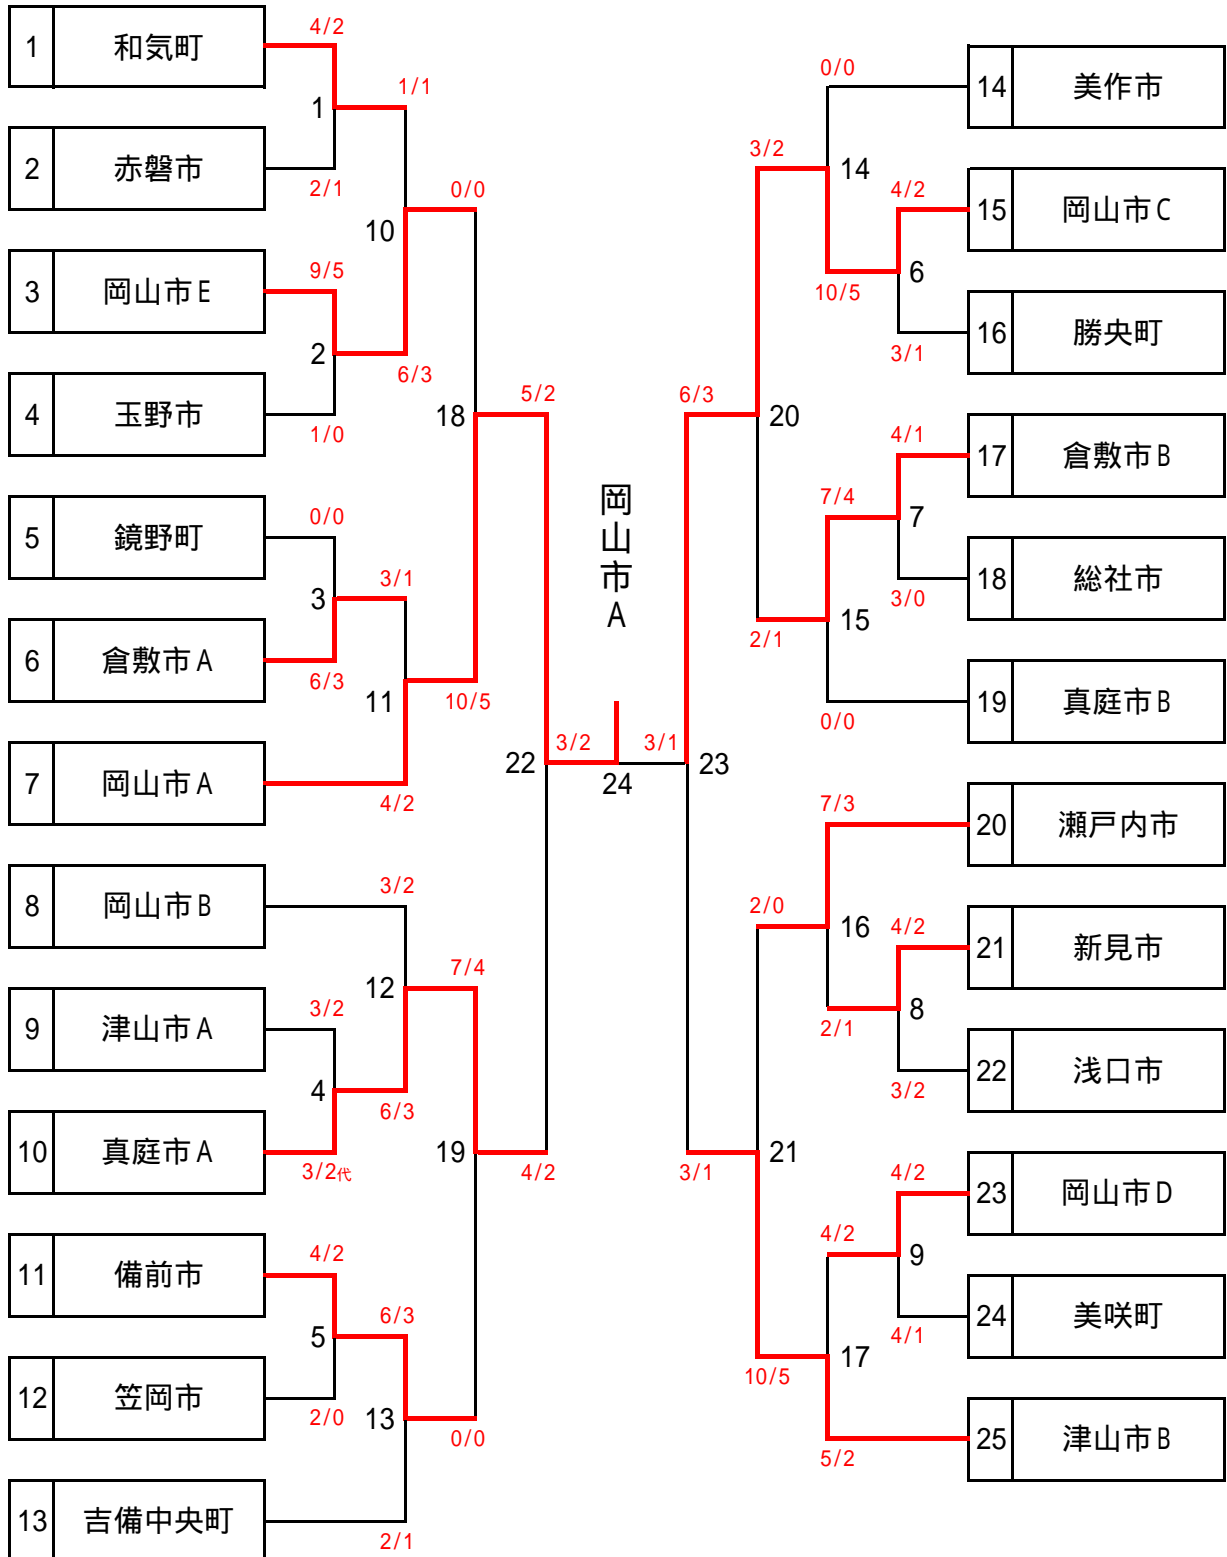 1 和気町
4/2
1
1/1
2 赤磐市
2/1
10
0/0
3 岡山市E
9/5
2
6/3
4 玉野市
1/0
18
5/2
5 鏡野町
0/0
3
3/1
6 倉敷市A
6/3
11
10/5
7 岡山市A
4/2
22
3/2
8 岡山市B
3/2
12
7/4
9 津山市A
3/2
4
6/3
10 真庭市A
3/2代
19
4/2
11 備前市
4/2
5
6/3
12 笠岡市
2/0
13
0/0
13 吉備中央町
2/1
岡山市A
24
0/0
14 美作市
3/2
14
4/2
15 岡山市C
10/5
6
3/1
16 勝央町
6/3
20
4/1
17 倉敷市B
7/4
7
3/0
18 総社市
2/1
15
0/0
19 真庭市B
3/1
23
7/3
20 瀬戸内市
2/0
16
4/2
21 新見市
2/1
8
3/2
22 浅口市
3/1
21
4/2
23 岡山市D
4/2
9
4/1
24 美咲町
10/5
17
5/2
25 津山市B